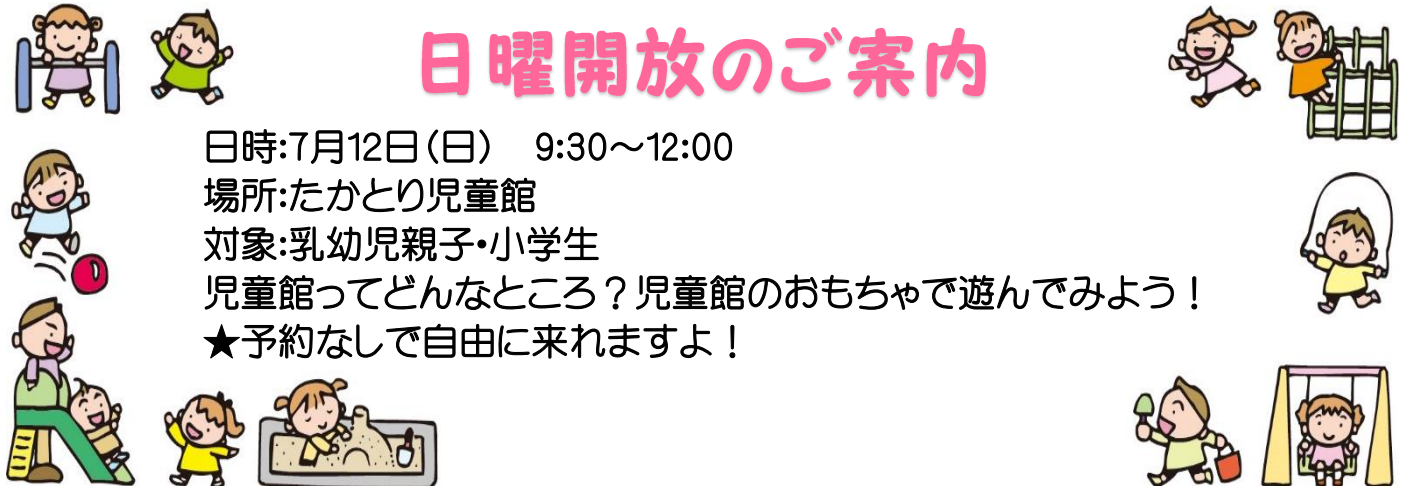 日曜開放のご案内
日時:7月12日(日)　9:30～12:00
場所:たかとり児童館
対象:乳幼児親子・小学生
児童館ってどんなところ？児童館のおもちゃで遊んでみよう！
★予約なしで自由に来れますよ！